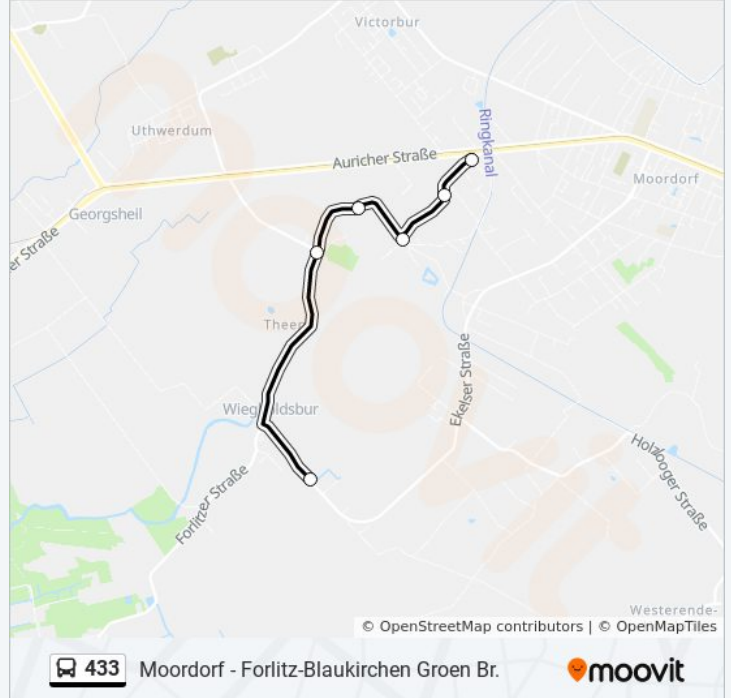 Victorbur
Uthwerdum
Ringkanal
Auricher Straße
Moordorf
Georgsheil
er Straße
Theen
Wiegboldsbur
Ekelser Straße
Forlitzer Straße
Holzlooger Straße
Westerende-
© OpenStreetMap contributors | © OpenMapTiles
433 Moordorf - Forlitz-Blaukirchen Groen Br. moovit